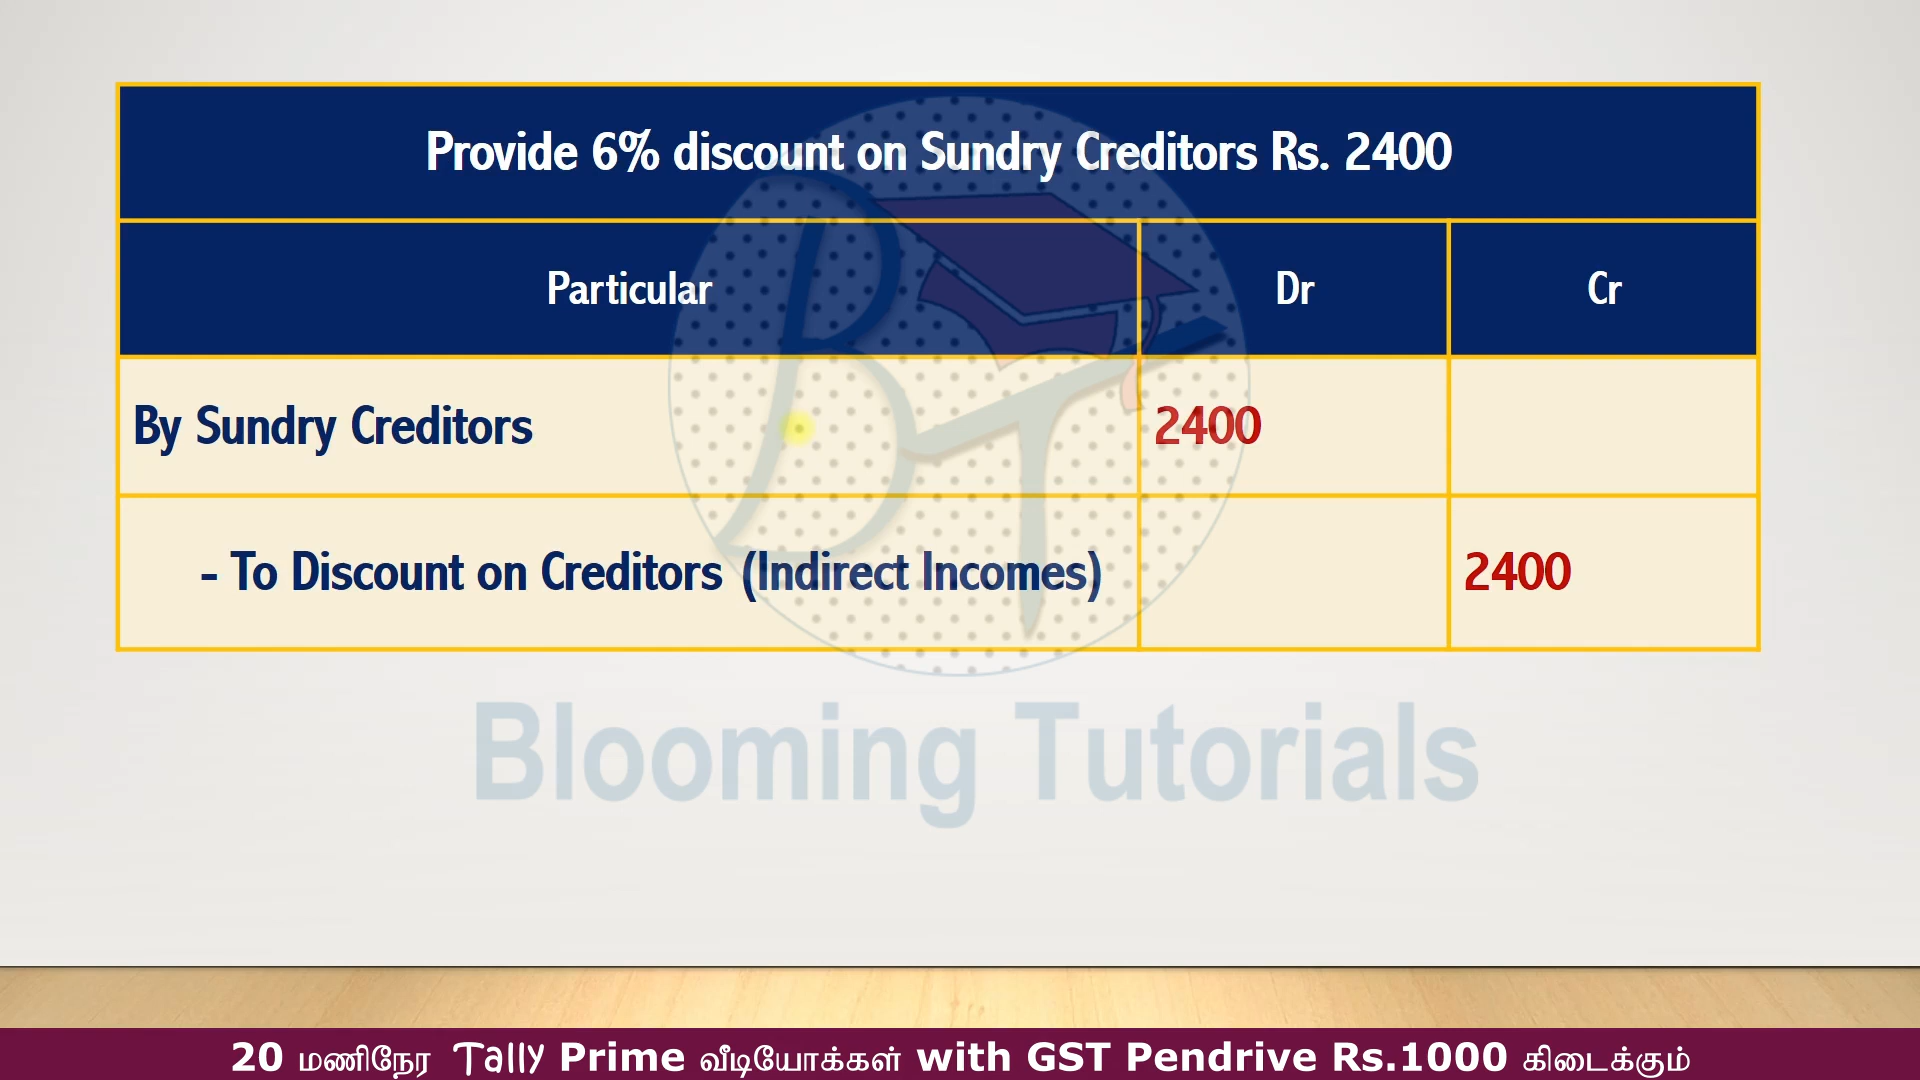 Provide 6% discount on Sundry Creditors Rs. 2400
Particular Dr Cr
By Sundry Creditors 2400
- To Discount on Creditors (Indirect Incomes) 2400
BT
Blooming Tutorials
20 மணிநேர Tally Prime வீடியோக்கள் with GST Pendrive Rs.1000 கிடைக்கும்